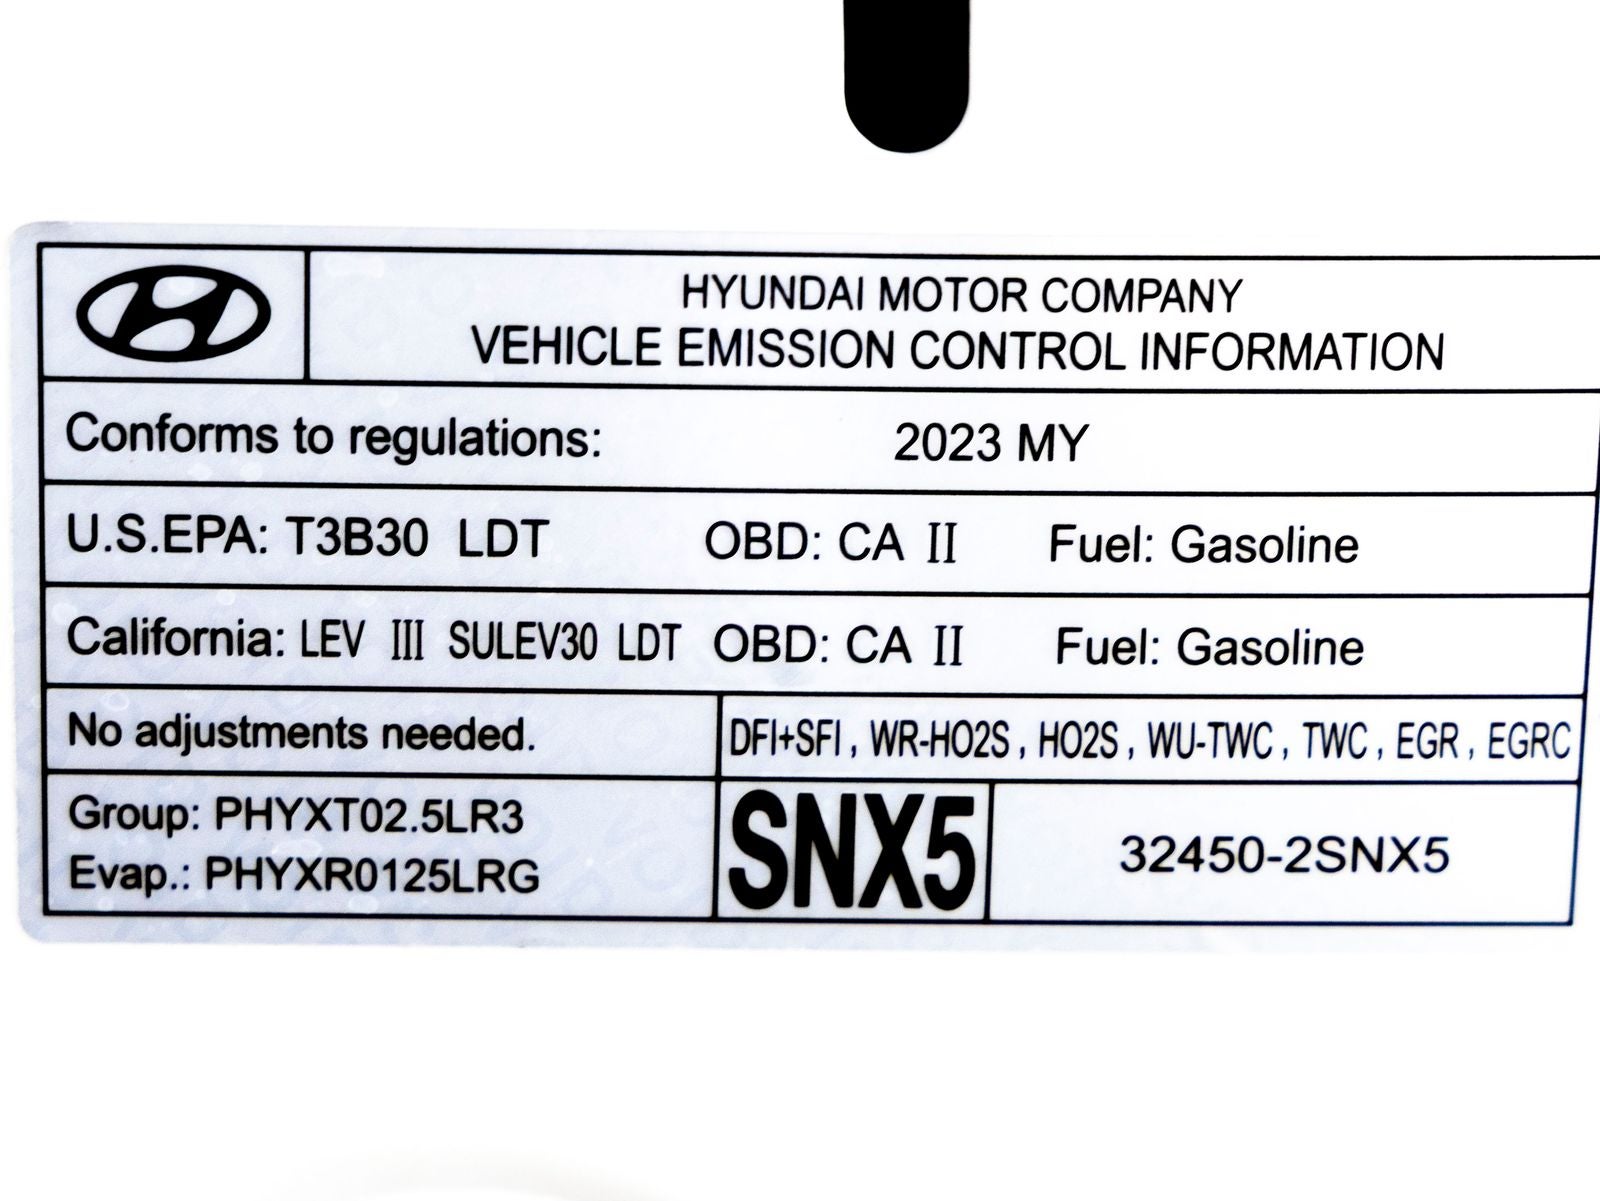 HYUNDAI MOTOR COMPANY
VEHICLE EMISSION CONTROL INFORMATION
Conforms to regulations: 2023 MY
U.S.EPA: T3B30 LDT OBD: CA II Fuel: Gasoline
California: LEV III SULEV30 LDT OBD: CA II Fuel: Gasoline
No adjustments needed. DFI+SFI , WR-HO2S , HO2S , WU-TWC , TWC , EGR , EGRC
Group: PHYXT02.5LR3
Evap.: PHYXR0125LRG
SNX5
32450-2SNX5